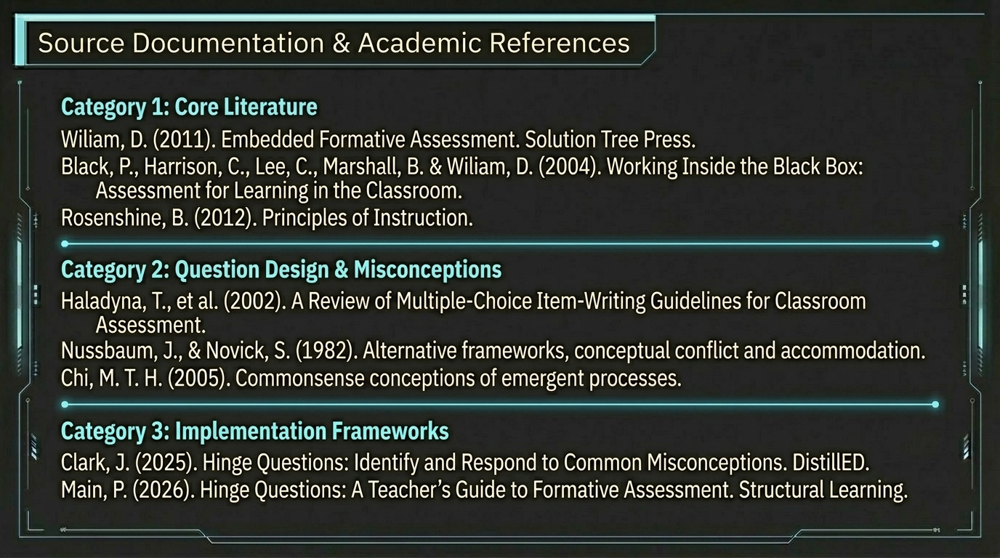 Source Documentation & Academic References
Category 1: Core Literature
Wiliam, D. (2011). Embedded Formative Assessment. Solution Tree Press.
Black, P., Harrison, C., Lee, C., Marshall, B. & Wiliam, D. (2004). Working Inside the Black Box:
Assessment for Learning in the Classroom.
Rosenshine, B. (2012). Principles of Instruction.
Category 2: Question Design & Misconceptions
Haladyna, T., et al. (2002). A Review of Multiple-Choice Item-Writing Guidelines for Classroom
Assessment.
Nussbaum, J., & Novick, S. (1982). Alternative frameworks, conceptual conflict and accommodation.
Chi, M. T. H. (2005). Commonsense conceptions of emergent processes.
Category 3: Implementation Frameworks
Clark, J. (2025). Hinge Questions: Identify and Respond to Common Misconceptions. DistillED.
Main, P. (2026). Hinge Questions: A Teacher’s Guide to Formative Assessment. Structural Learning.